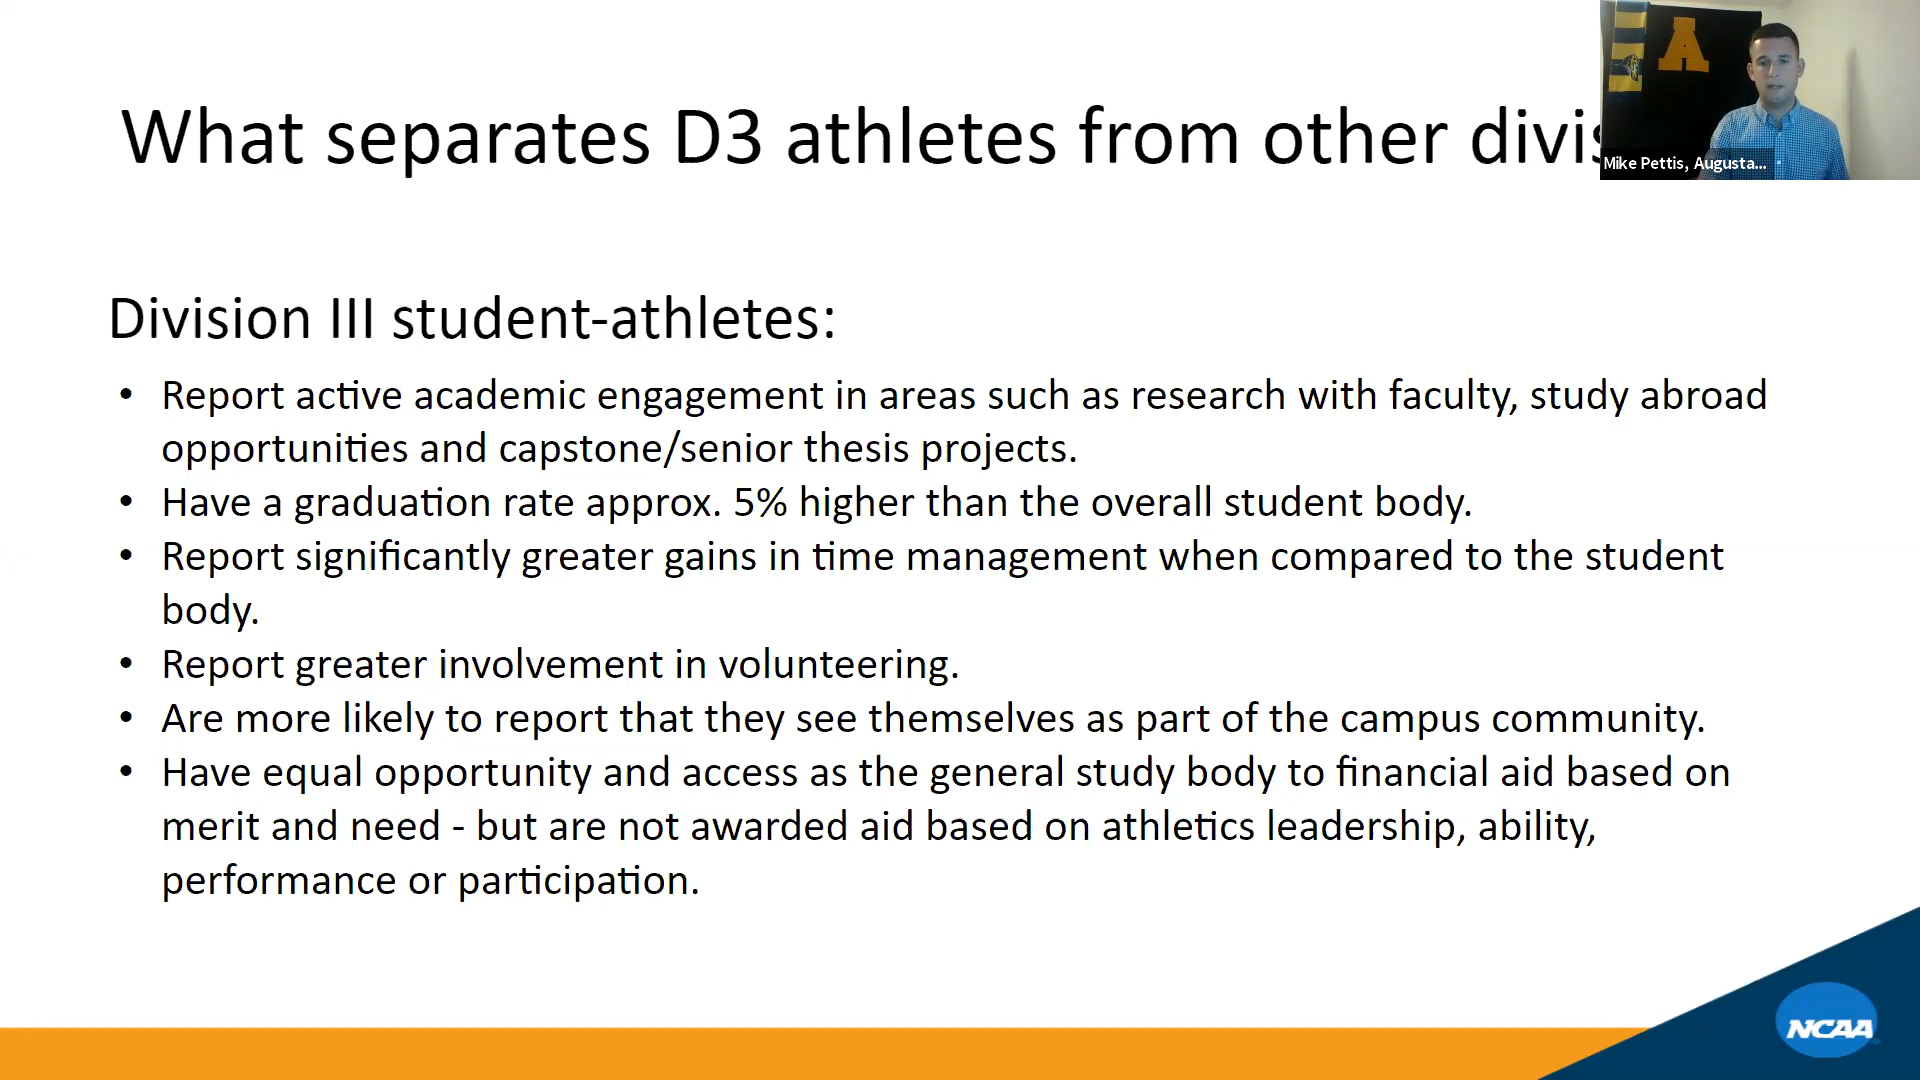 What separates D3 athletes from other
A
Mike Pettis, Augusta...
Division III student-athletes:
• Report active academic engagement in areas such as research with faculty, study abroad
opportunities and capstone/senior thesis projects.
• Have a graduation rate approx. 5% higher than the overall student body.
• Report significantly greater gains in time management when compared to the student
body.
• Report greater involvement in volunteering.
• Are more likely to report that they see themselves as part of the campus community.
• Have equal opportunity and access as the general study body to financial aid based on
merit and need - but are not awarded aid based on athletics leadership, ability,
performance or participation.
NCAA